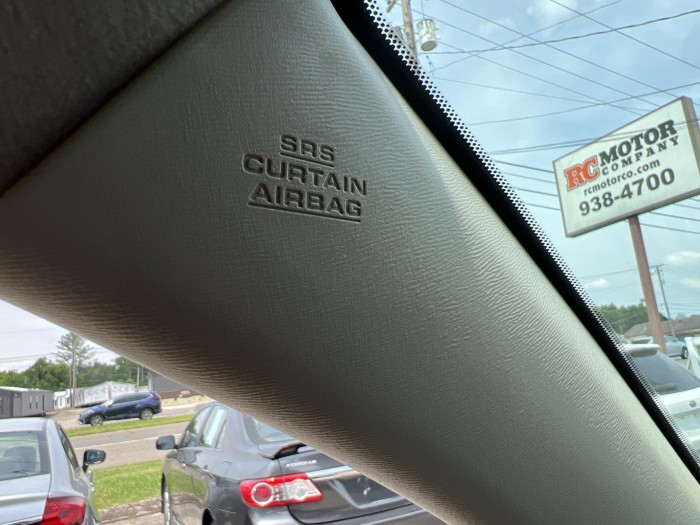 SRS
CURTAIN
AIRBAG
RC MOTOR
COMPANY
rcmotorco.com
938-4700